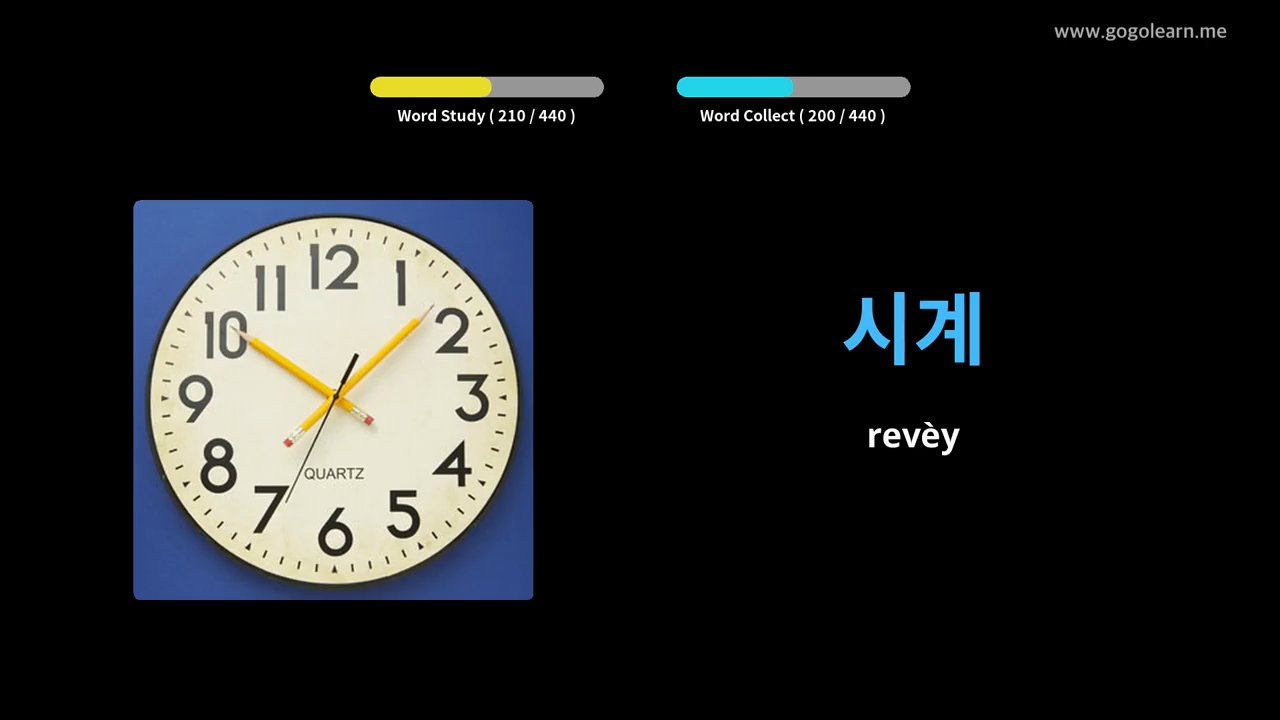 www.gogolearn.me
Word Study ( 210 / 440 )
Word Collect ( 200 / 440 )
12
11
1
10
2
9
3
8
4
QUARTZ
7
5
6
시계
revèy